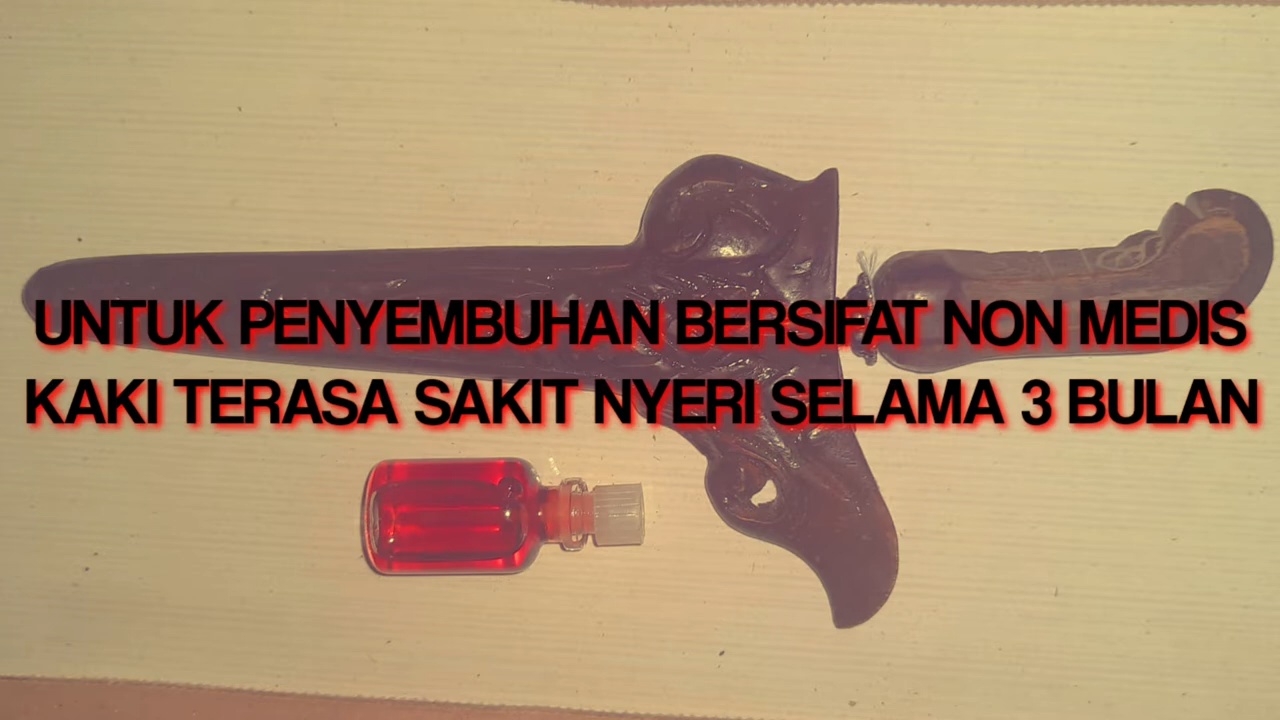 UNTUK PENYEMBUHAN BERSIFAT NON MEDIS
KAKI TERASA SAKIT NYERI SELAMA 3 BULAN